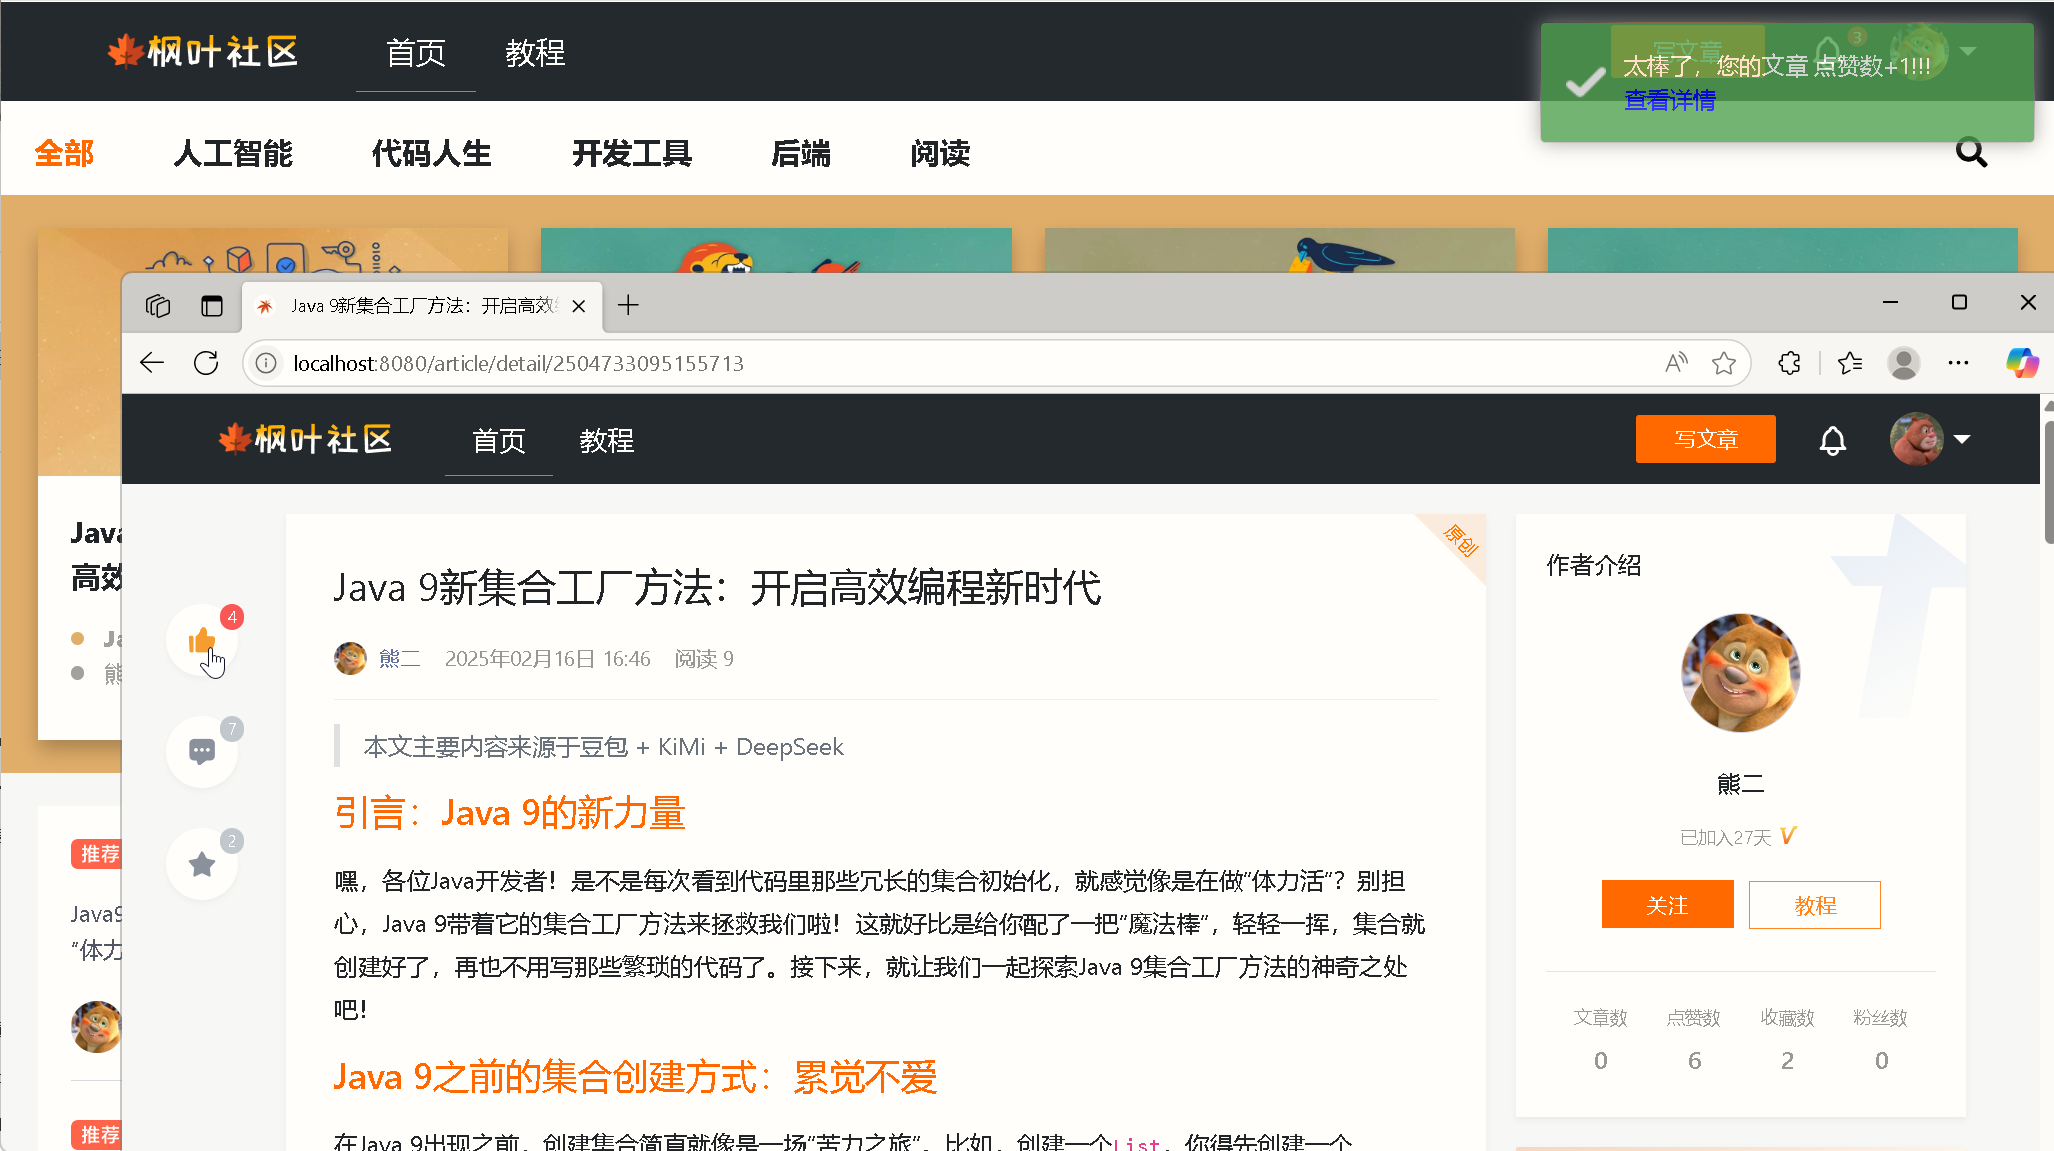 枫叶社区 首页 教程 写文章 3
太棒了，您的文章 点赞数+1!!!
查看详情
全部 人工智能 代码人生 开发工具 后端 阅读
Java 9新集合工厂方法：开启高效
localhost:8080/article/detail/2504733095155713
枫叶社区 首页 教程 写文章
Java
高效
Ja
熊
推荐
Java9
“体力
推荐
4
7
2
原创
Java 9新集合工厂方法：开启高效编程新时代
熊二 2025年02月16日 16:46 阅读 9
本文主要内容来源于豆包 + KiMi + DeepSeek
引言：Java 9的新力量
嘿，各位Java开发者！是不是每次看到代码里那些冗长的集合初始化，就感觉像是在做“体力活”？别担
心，Java 9带着它的集合工厂方法来拯救我们啦！这就好比是给你配了一把“魔法棒”，轻轻一挥，集合就
创建好了，再也不用写那些繁琐的代码了。接下来，就让我们一起探索Java 9集合工厂方法的神奇之处
吧！
Java 9之前的集合创建方式：累觉不爱
在Java 9出现之前，创建集合简直就像是一场“苦力之旅”。比如，创建一个List，你得先创建一个
作者介绍
熊二
已加入27天 V
关注 教程
文章数 点赞数 收藏数 粉丝数
0 6 2 0